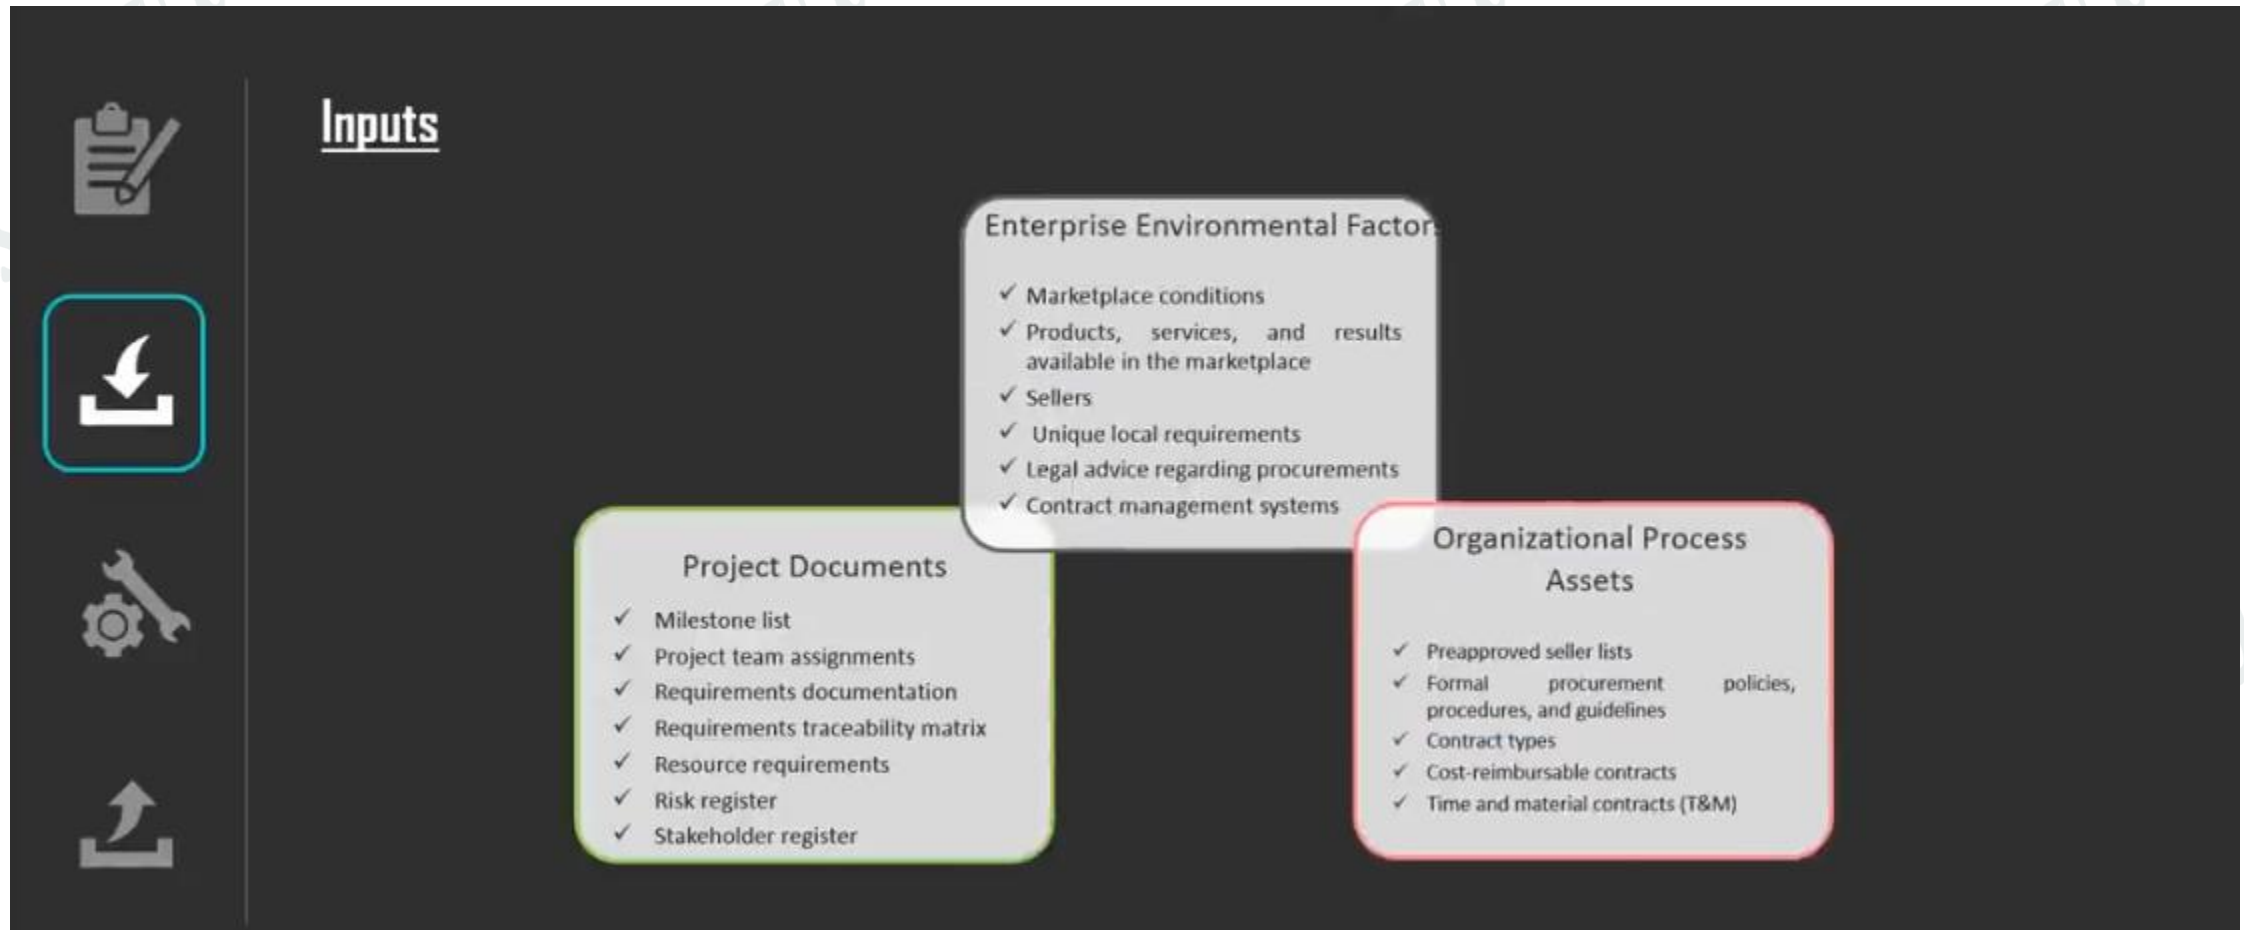 Inputs
Enterprise Environmental Factor
✓ Marketplace conditions
✓ Products, services, and results
available in the marketplace
✓ Sellers
✓ Unique local requirements
✓ Legal advice regarding procurements
✓ Contract management systems
Project Documents
✓ Milestone list
✓ Project team assignments
✓ Requirements documentation
✓ Requirements traceability matrix
✓ Resource requirements
✓ Risk register
✓ Stakeholder register
Organizational Process
Assets
✓ Preapproved seller lists
✓ Formal procurement policies,
procedures, and guidelines
✓ Contract types
✓ Cost-reimbursable contracts
✓ Time and material contracts (T&M)